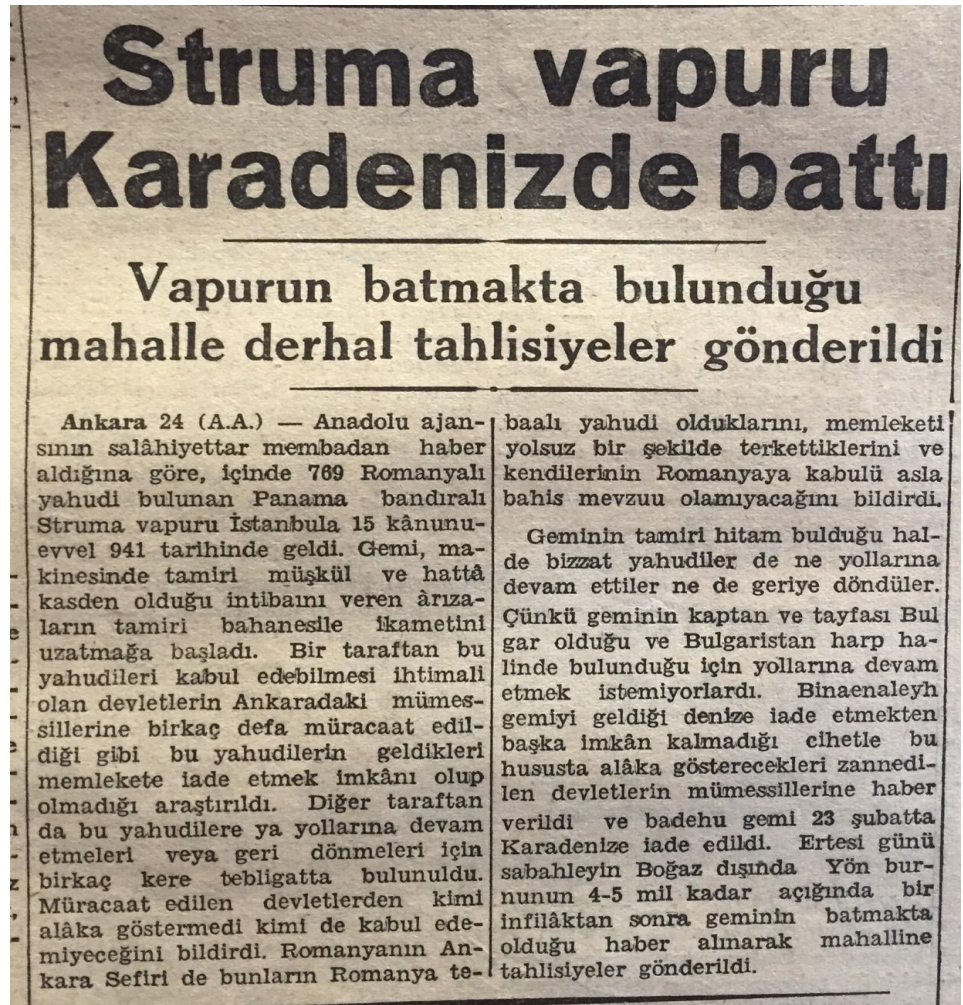 Struma vapuru
Karadenizde battı
Vapurun batmakta bulunduğu
mahalle derhal tahlisiyeler gönderildi
Ankara 24 (A.A.) — Anadolu ajan-
sının salâhiyettar membadan haber
aldığına göre, içinde 769 Romanyalı
yahudi bulunan Panama bandıralı
Struma vapuru İstanbula 15 kânunu-
evvel 941 tarihinde geldi. Gemi, ma-
kinesinde tamiri müşkül ve hattâ
kasden olduğu intibaını veren ârıza-
ların tamiri bahanesile ikametini
uzatmağa başladı. Bir taraftan bu
yahudileri kabul edebilmesi ihtimali
olan devletlerin Ankaradaki mümes-
sillerine birkaç defa müracaat edil-
diği gibi bu yahudilerin geldikleri
memlekete iade etmek imkânı olup
olmadığı araştırıldı. Diğer taraftan
da bu yahudilere ya yollarına devam
etmeleri veya geri dönmeleri için
birkaç kere tebligatta bulunuldu.
Müracaat edilen devletlerden kimi
alâka göstermedi kimi de kabul ede-
miyeceğini bildirdi. Romanyanın An-
kara Sefiri de bunların Romanya te-
baalı yahudi olduklarını, memleketi
yolsuz bir şekilde terkettiklerini ve
kendilerinin Romanyaya kabulü asla
bahis mevzuu olamıyacağını bildirdi.
Geminin tamiri hitam bulduğu hal-
de bizzat yahudiler de ne yollarına
devam ettiler ne de geriye döndüler.
Çünkü geminin kaptan ve tayfası Bul
gar olduğu ve Bulgaristan harp ha-
linde bulunduğu için yollarına devam
etmek istemiyorlardı. Binaenaleyh
gemiyi geldiği denize iade etmekten
başka imkân kalmadığı cihetle bu
hususta alâka gösterecekleri zannedi-
len devletlerin mümessillerine haber
verildi ve badehu gemi 23 şubatta
Karadenize iade edildi. Ertesi günü
sabahleyin Boğaz dışında Yön bur-
nunun 4-5 mil kadar açığında bir
infilâktan sonra geminin batmakta
olduğu haber alınarak mahalline
tahlisiyeler gönderildi.